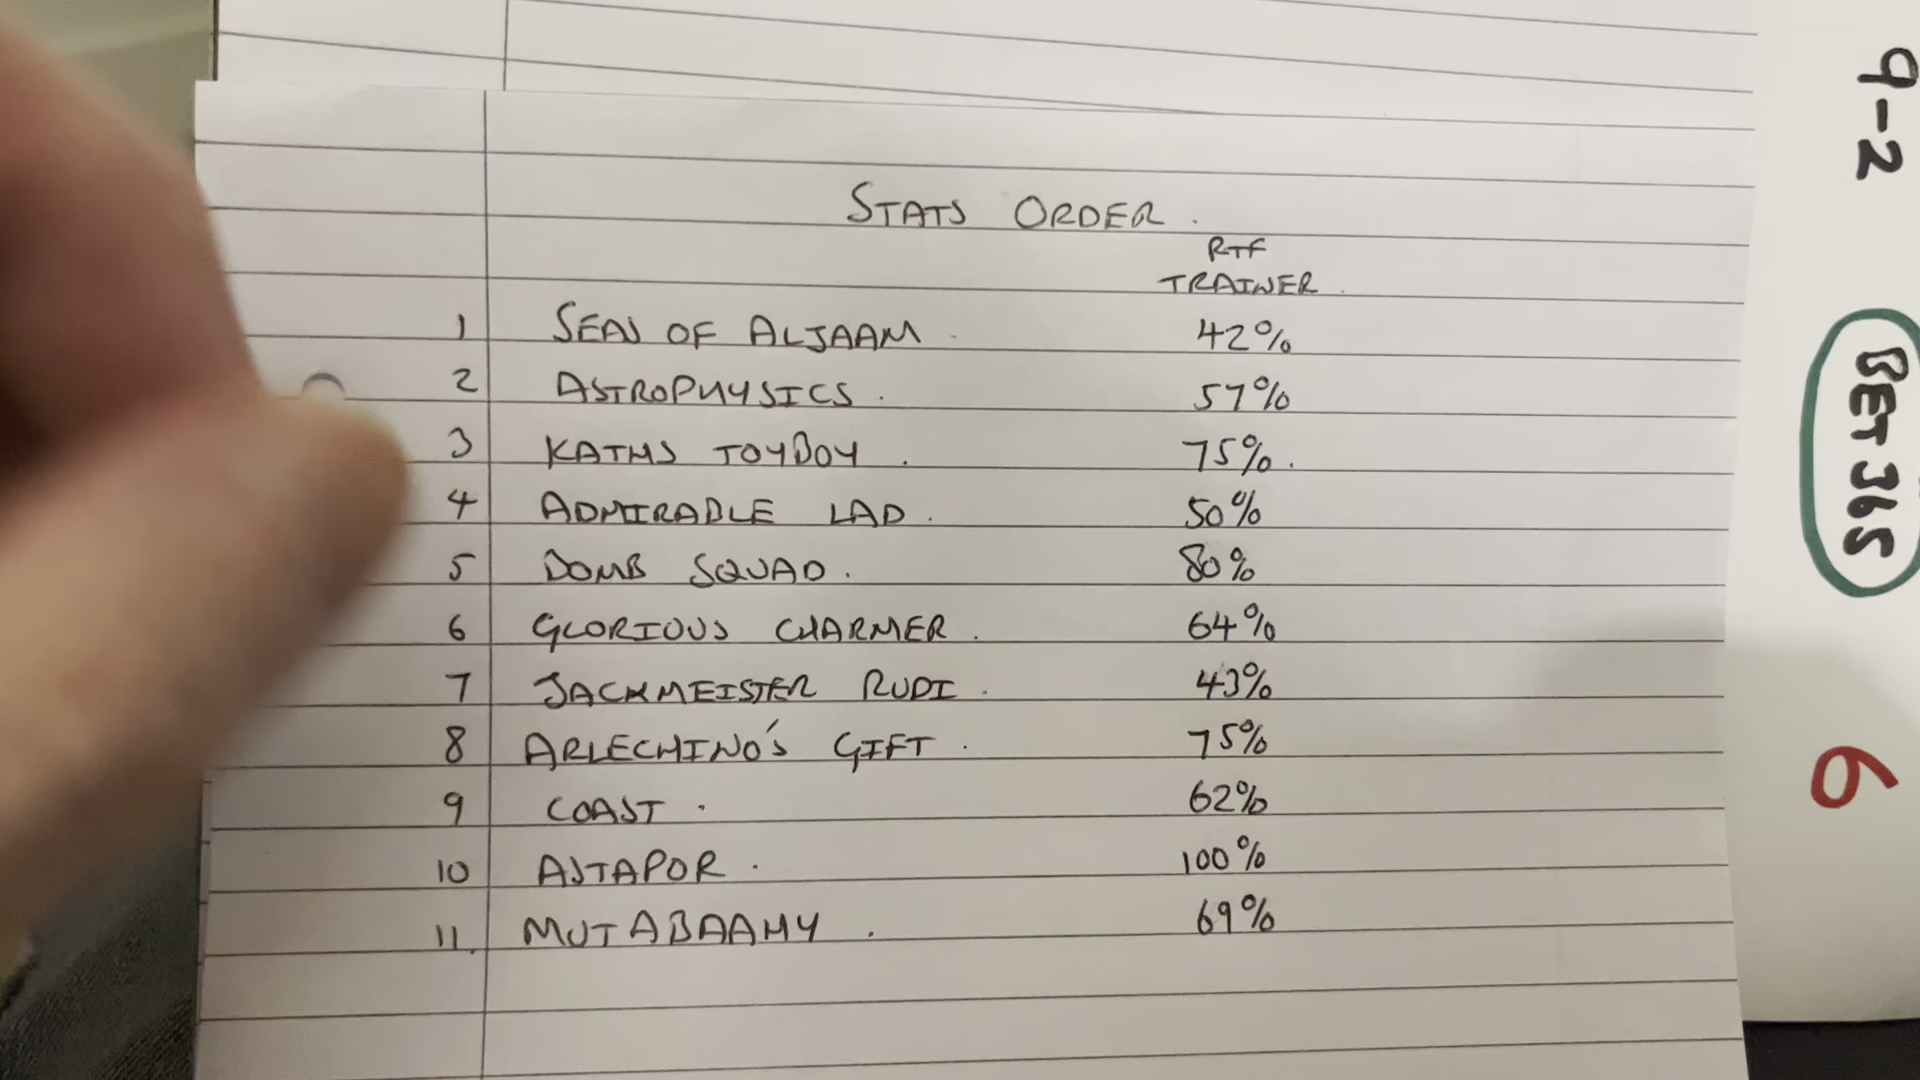 STATS ORDER.
RTF
TRAINER.
1 SEAS OF ALJAAM. 42%
2 ASTROPHYSICS. 57%
3 KATHS TOYBOY. 75%.
4 ADMIRABLE LAD. 50%
5 BOMB SQUAD. 80%
6 GLORIOUS CHARMER. 64%
7 JACKMEISTER RUDI. 43%
8 ARLECHINO'S GIFT. 75%
9 COAST. 62%
10 ASTAPOR. 100%
11. MUTABAAHY. 69%
9-2
BET 365
6